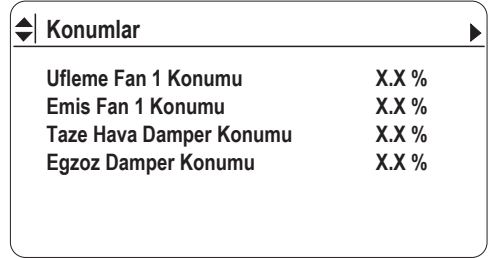 Konumlar
Ufleme Fan 1 Konumu X.X %
Emis Fan 1 Konumu X.X %
Taze Hava Damper Konumu X.X %
Egzoz Damper Konumu X.X %